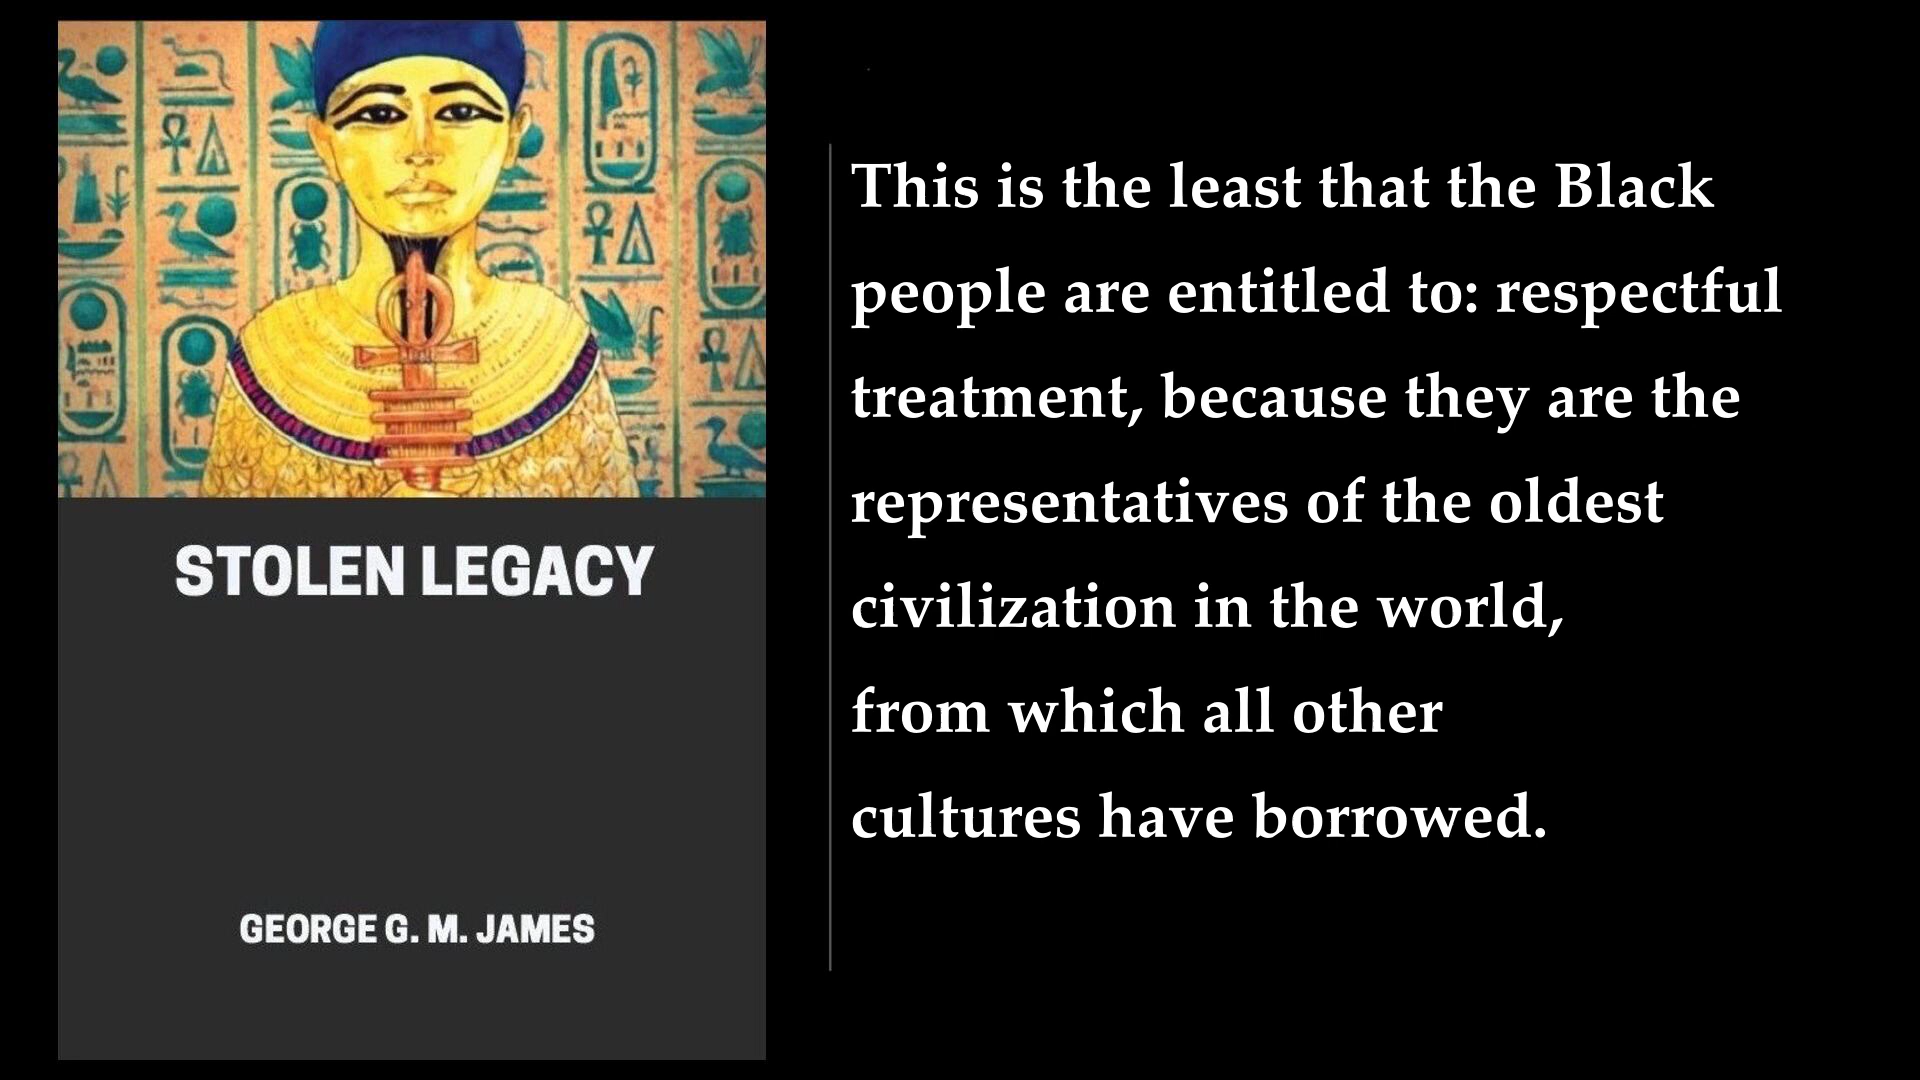 STOLEN LEGACY
GEORGE G. M. JAMES
This is the least that the Black
people are entitled to: respectful
treatment, because they are the
representatives of the oldest
civilization in the world,
from which all other
cultures have borrowed.